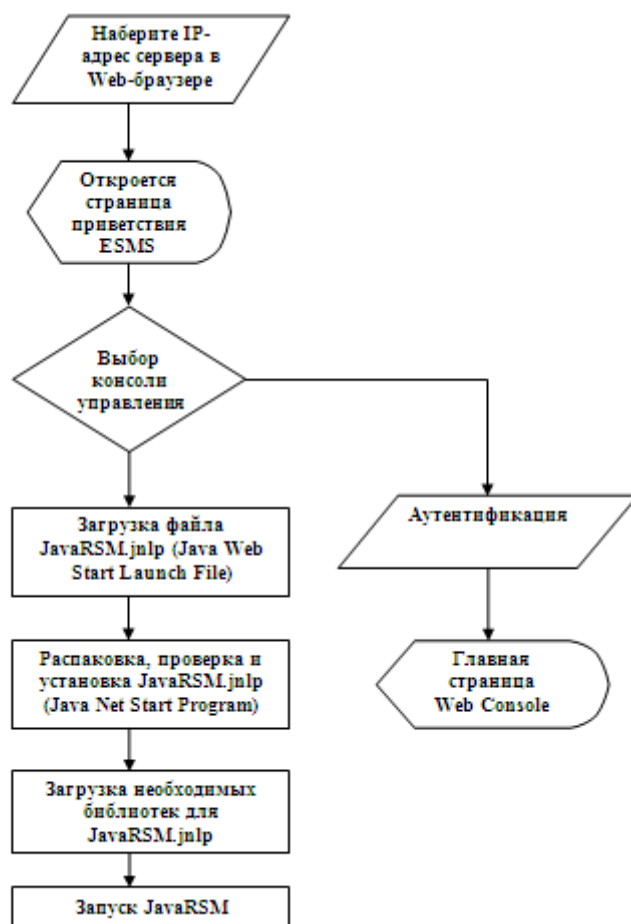 Наберите IP-
адрес сервера в
Web-браузере
Откроется
страница
приветствия
ESMS
Выбор
консоли
управления
Загрузка файла
JavaRSM.jnlp (Java Web
Start Launch File)
Аутентификация
Распаковка, проверка и
установка JavaRSM.jnlp
(Java Net Start Program)
Главная
страница
Web Console
Загрузка необходимых
библиотек для
JavaRSM.jnlp
Запуск JavaRSM